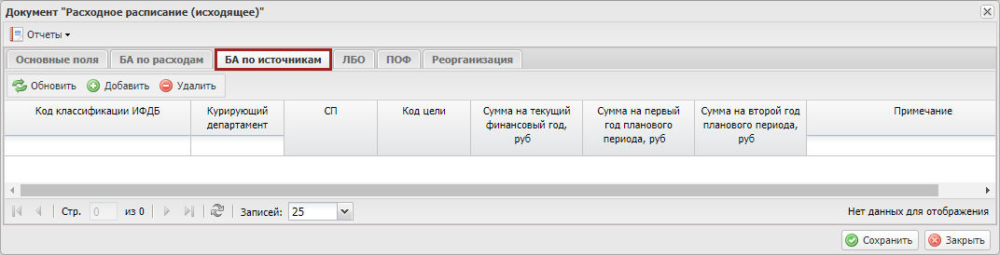 Документ "Расходное расписание (исходящее)"
Отчеты
Основные поля БА по расходам БА по источникам ЛБО ПОФ Реорганизация
Обновить Добавить Удалить
Код классификации ИФДБ
Курирующий
департамент
СП
Код цели
Сумма на текущий
финансовый год,
руб
Сумма на первый
год планового
периода, руб
Сумма на второй год
планового периода,
руб
Примечание
Стр. 0 из 0 Записей: 25 Нет данных для отображения
Сохранить Закрыть